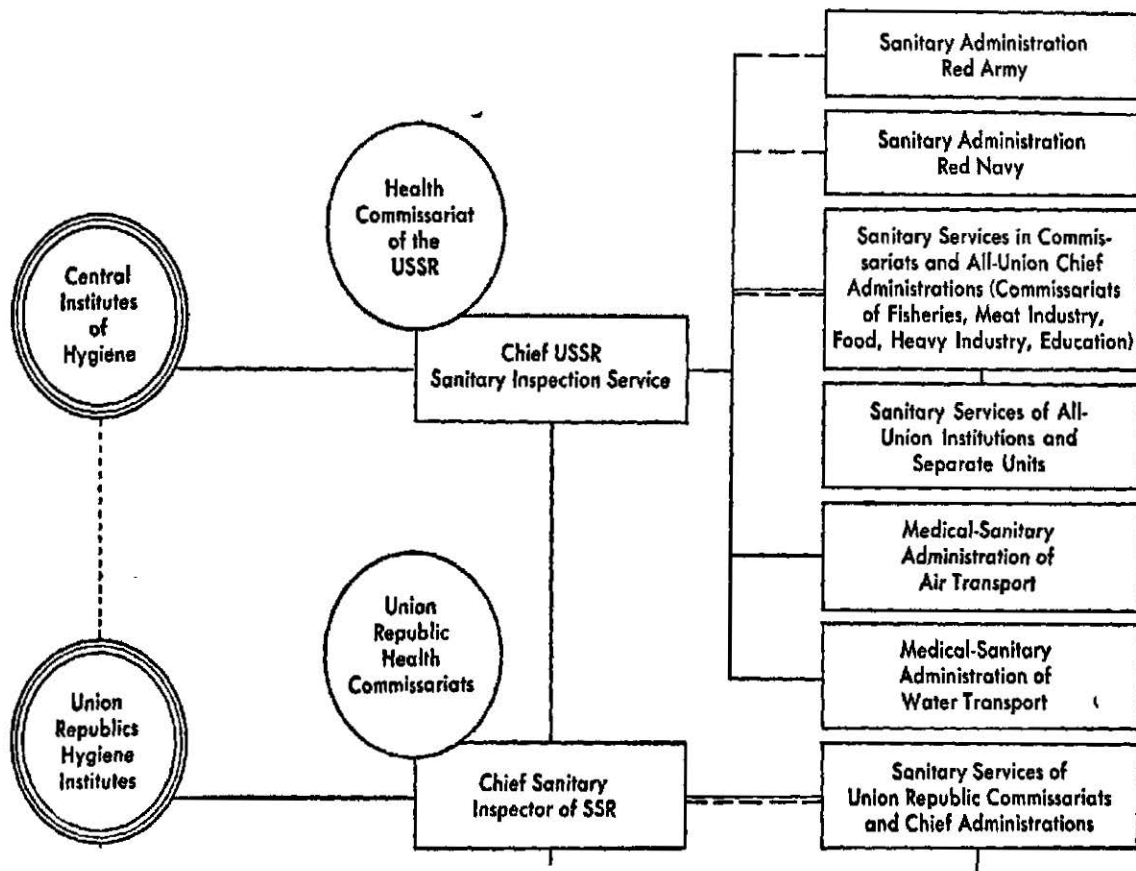 Sanitary Administration
Red Army
Sanitary Administration
Red Navy
Health
Commissariat
of the
USSR
Sanitary Services in Commis-
sariats and All-Union Chief
Administrations (Commissariats
of Fisheries, Meat Industry,
Food, Heavy Industry, Education)
Central
Institutes
of
Hygiene
Chief USSR
Sanitary Inspection Service
Sanitary Services of All-
Union Institutions and
Separate Units
Medical-Sanitary
Administration of
Air Transport
Union
Republic
Health
Commissariats
Medical-Sanitary
Administration of
Water Transport
Union
Republics
Hygiene
Institutes
Chief Sanitary
Inspector of SSR
Sanitary Services of
Union Republic Commissariats
and Chief Administrations